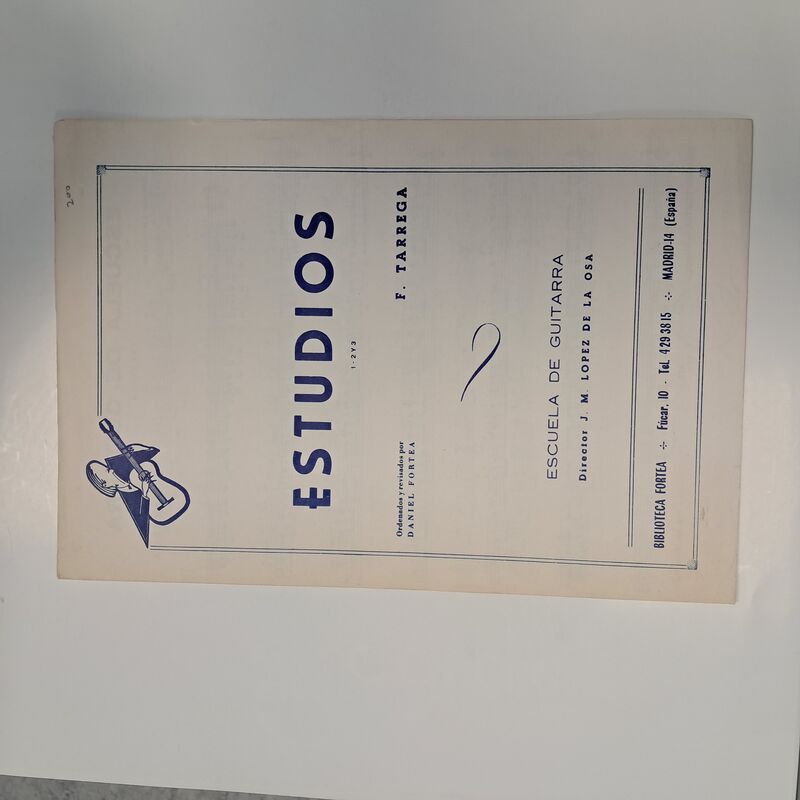 200
ESTUDIOS
1 - 2 Y 3
Ordenados y revisados por
DANIEL FORTEA
F. TARREGA
ESCUELA DE GUITARRA
Director J. M. LOPEZ DE LA OSA
BIBLIOTECA FORTEA ÷ Fúcar, 10 - Tel. 429 38 15 ÷ MADRID-14 (España)